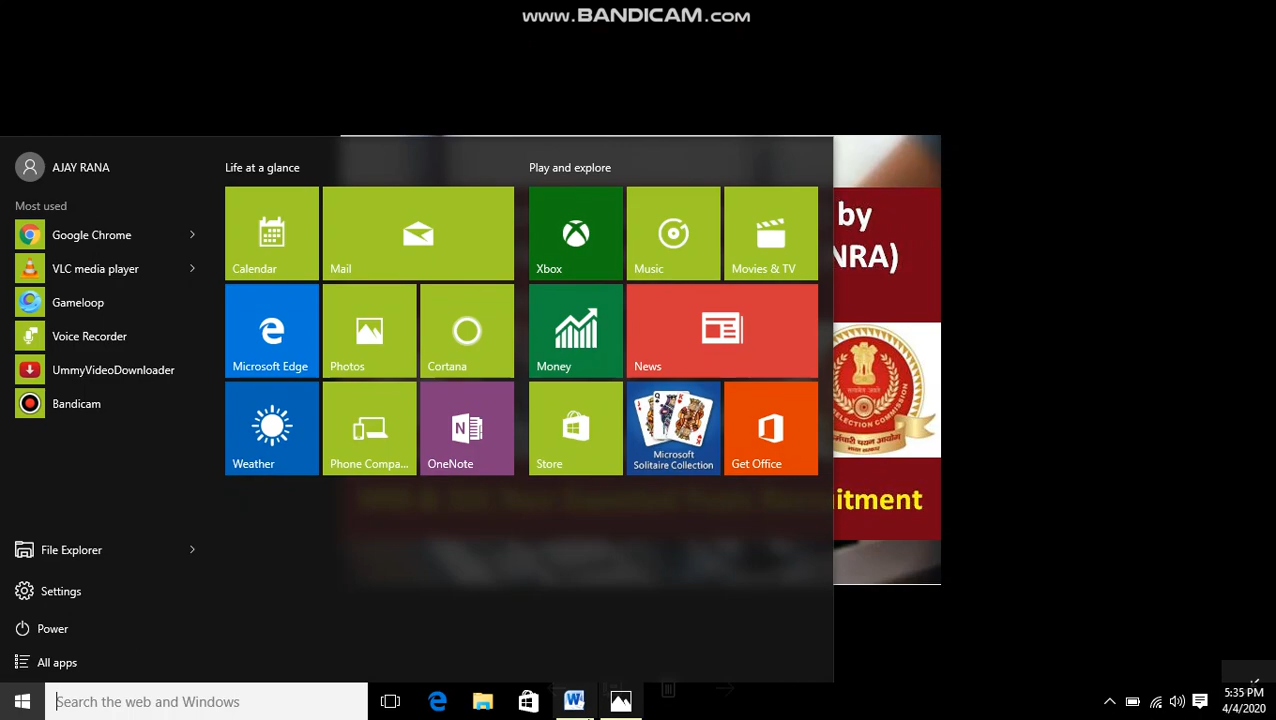 www.BANDICAM.com
AJAY RANA
Most used
Google Chrome
VLC media player
Gameloop
Voice Recorder
UmmyVideoDownloader
Bandicam
File Explorer
Settings
Power
All apps
Life at a glance
Calendar
Mail
Microsoft Edge
Photos
Cortana
Weather
Phone Compa...
OneNote
Play and explore
Xbox
Music
Movies & TV
Money
News
Store
Microsoft
Solitaire Collection
Get Office
by
NRA)
itment
Search the web and Windows
5:35 PM
4/4/2020